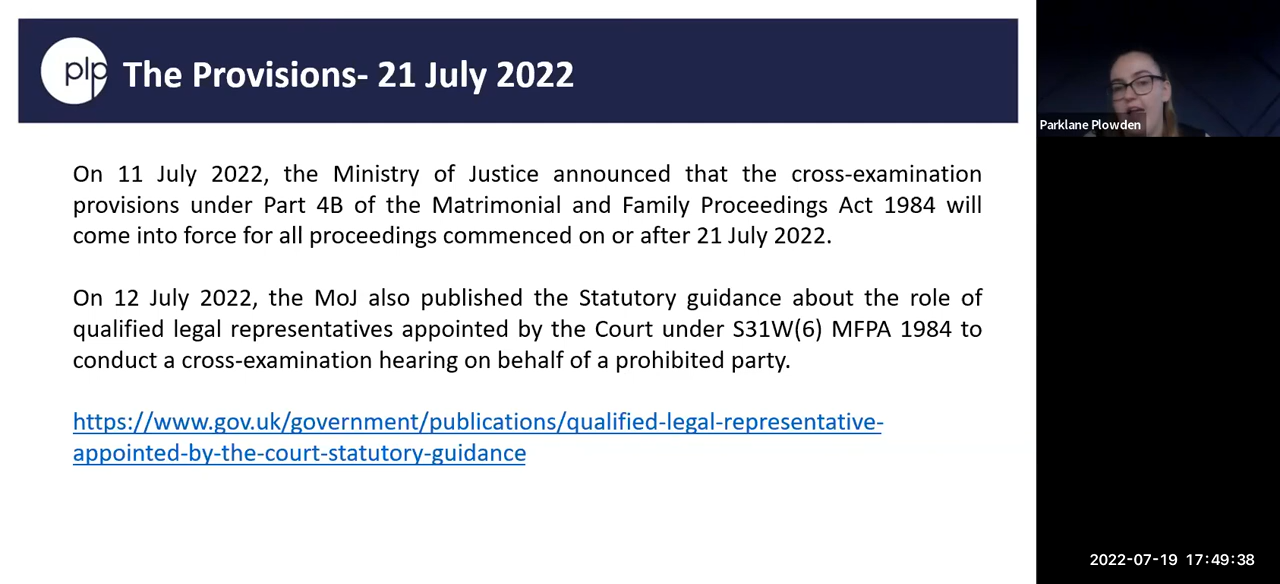 plp
The Provisions- 21 July 2022
Parklane Plowden
On 11 July 2022, the Ministry of Justice announced that the cross-examination
provisions under Part 4B of the Matrimonial and Family Proceedings Act 1984 will
come into force for all proceedings commenced on or after 21 July 2022.
On 12 July 2022, the MoJ also published the Statutory guidance about the role of
qualified legal representatives appointed by the Court under S31W(6) MFPA 1984 to
conduct a cross-examination hearing on behalf of a prohibited party.
https://www.gov.uk/government/publications/qualified-legal-representative-
appointed-by-the-court-statutory-guidance
2022-07-19 17:49:38